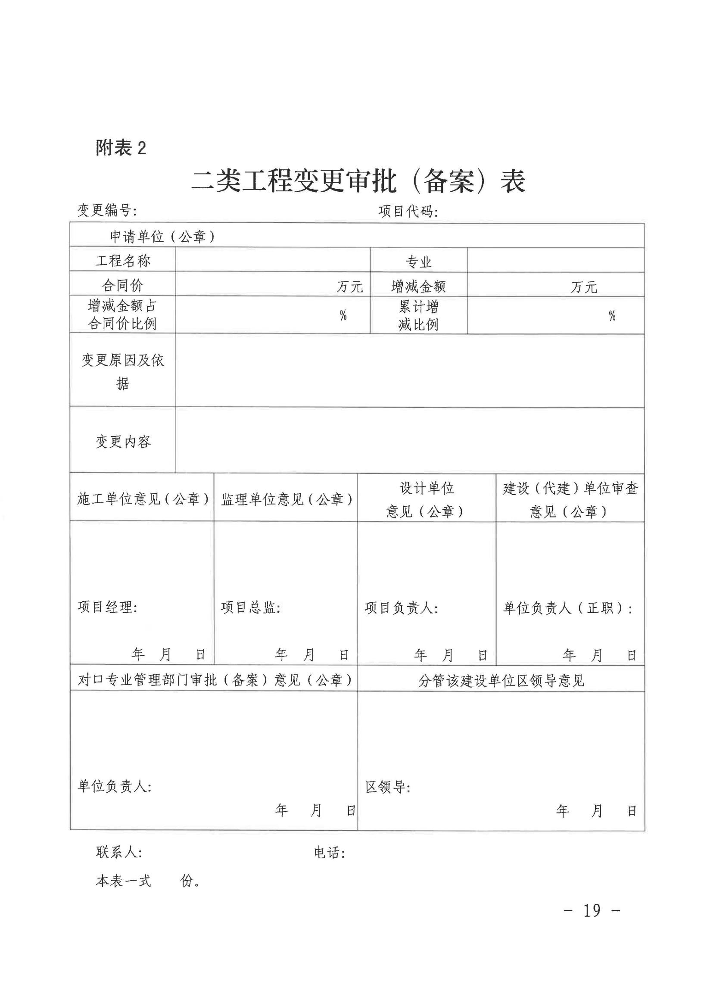 附表 2
二类工程变更审批（备案）表
变更编号: 项目代码:
申请单位（公章）
工程名称 专业
合同价 万元 增减金额 万元
增减金额占
合同价比例
%
累计增
减比例
%
变更原因及依
据
变更内容
施工单位意见（公章）
监理单位意见（公章）
设计单位
意见（公章）
建设（代建）单位审查
意见（公章）
项目经理:
年 月 日
项目总监:
年 月 日
项目负责人:
年 月 日
单位负责人（正职）:
年 月 日
对口专业管理部门审批（备案）意见（公章）
分管该建设单位区领导意见
单位负责人:
年 月 日
区领导:
年 月 日
联系人: 电话:
本表一式 份。
- 19 -